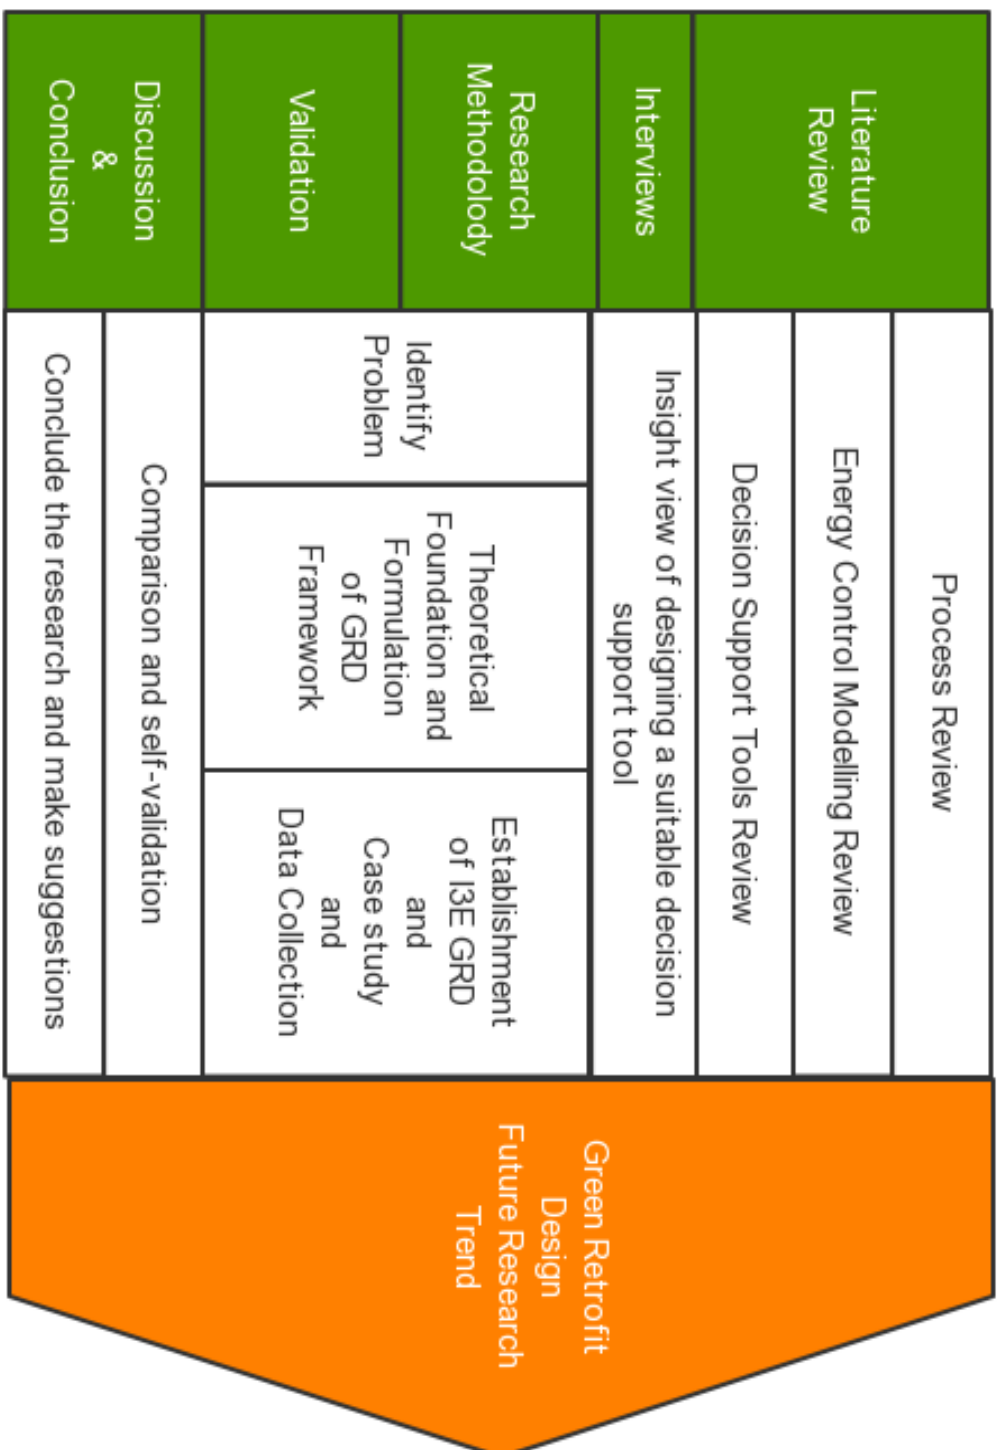 Literature
Review
Process Review
Energy Control Modelling Review
Decision Support Tools Review
Interviews
Insight view of designing a suitable decision
support tool
Research
Methodolody
Validation
Identify
Problem
Theoretical
Foundation and
Formulation
of GRD
Framework
Establishment
of I3E GRD
and
Case study
and
Data Collection
Discussion
&
Conclusion
Comparison and self-validation
Conclude the research and make suggestions
Green Retrofit
Design
Future Research
Trend